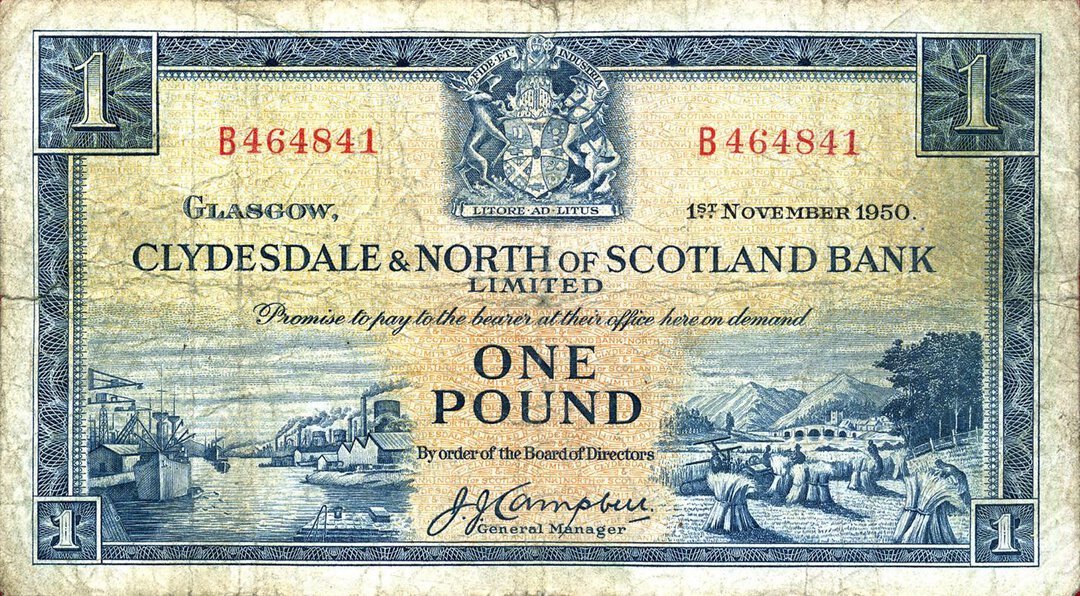 1 1
FIDE ET INDUSTRIA
B464841 B464841
LITORE·AD·LITUS
GLASGOW, 1ST NOVEMBER 1950.
CLYDESDALE & NORTH OF SCOTLAND BANK
LIMITED
Promise to pay to the bearer at their office here on demand
ONE
POUND
By order of the Board of Directors
J.J. Campbell.
General Manager
1 1